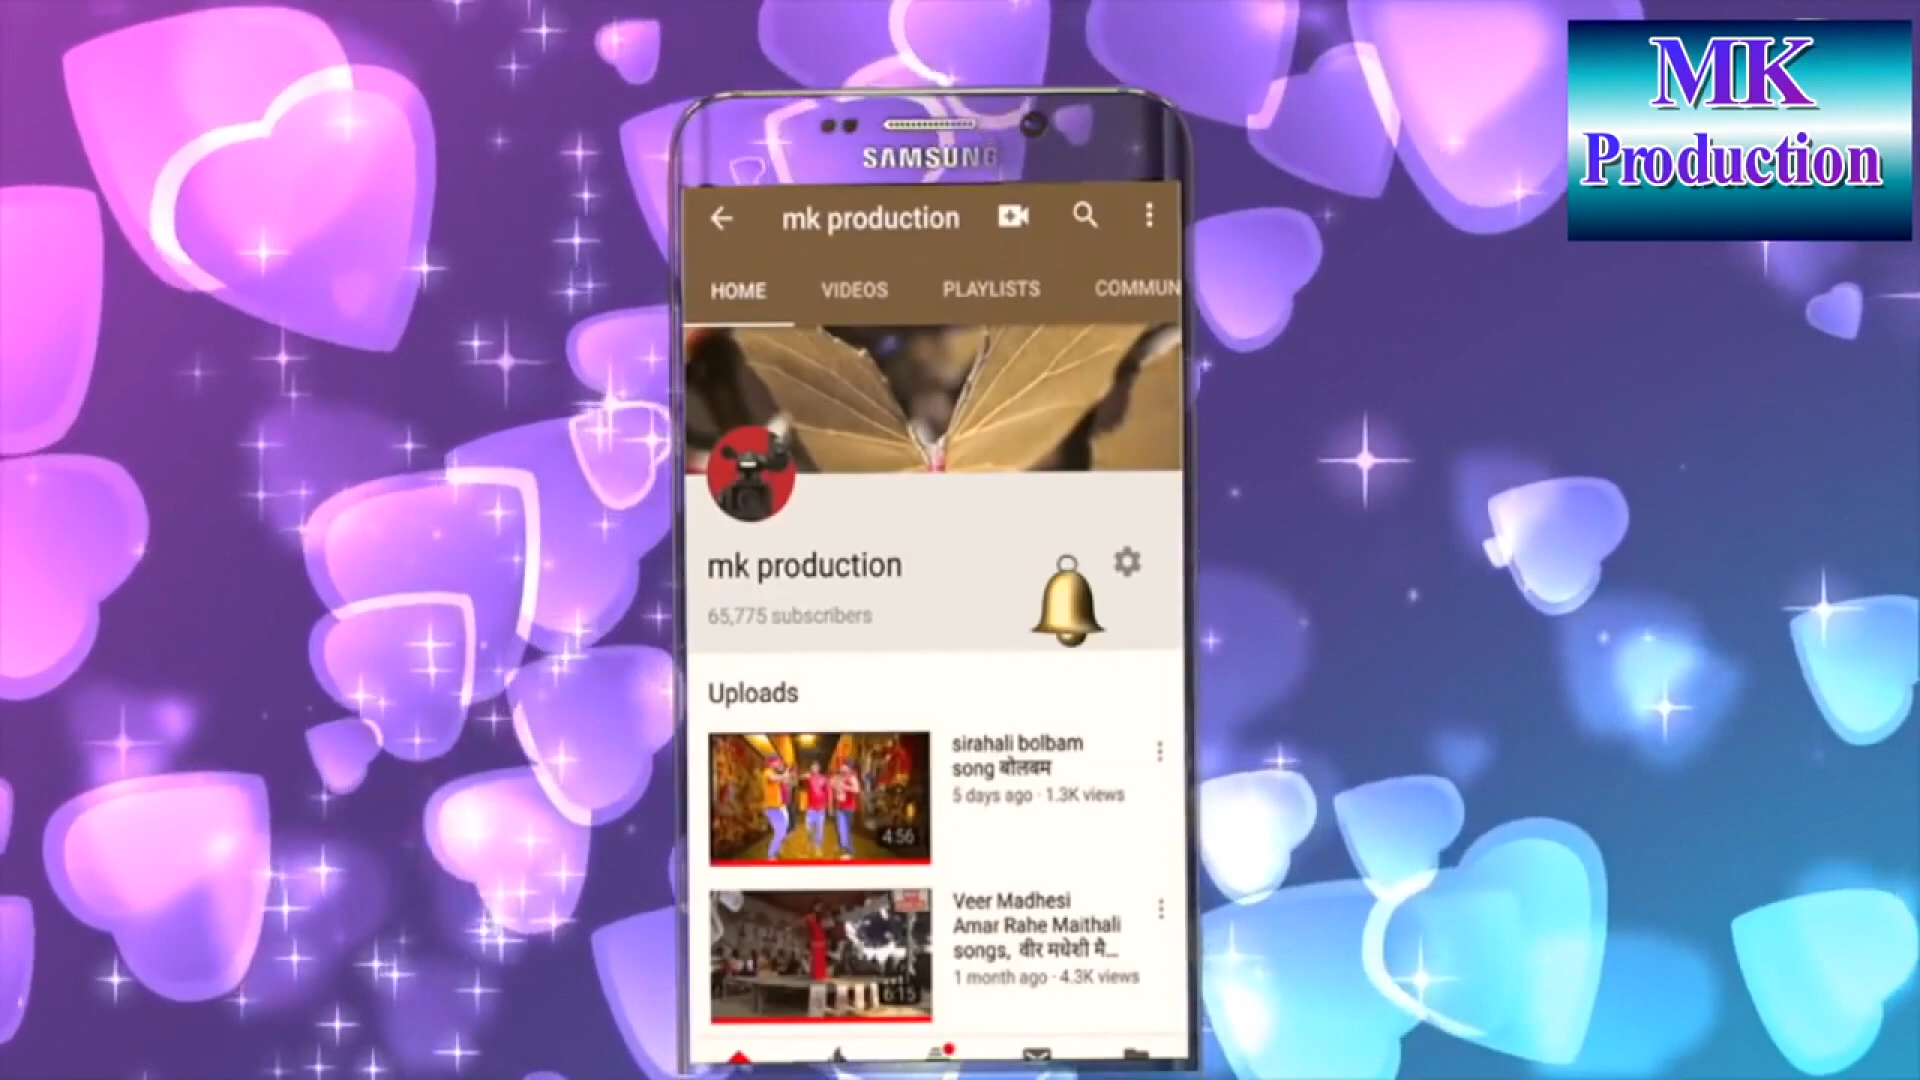 MK
Production
SAMSUNG
mk production
HOME VIDEOS PLAYLISTS COMMUN
mk production
65,775 subscribers
Uploads
sirahali bolbam
song बोलबम
5 days ago · 1.3K views
4:56
Veer Madhesi
Amar Rahe Maithali
songs, वीर मधेशी मै...
1 month ago · 4.3K views
6:15